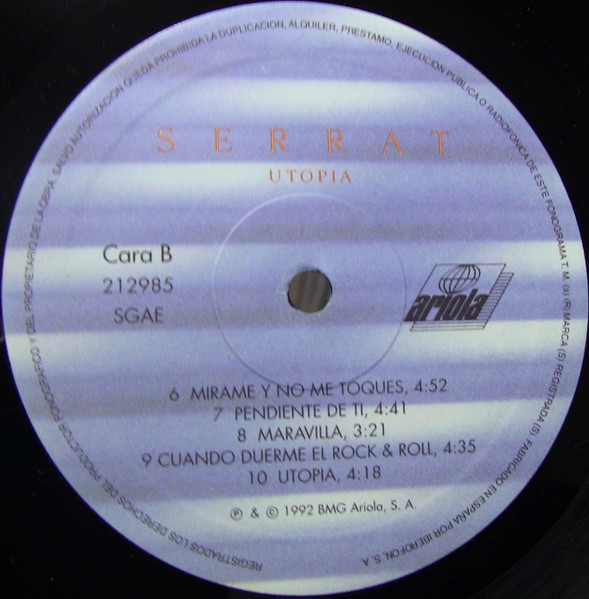 SERRAT
UTOPIA
Cara B
212985
SGAE
ariola
6 MIRAME Y NO ME TOQUES, 4:52
7 PENDIENTE DE TI, 4:41
8 MARAVILLA, 3:21
9 CUANDO DUERME EL ROCK & ROLL, 4:35
10 UTOPIA, 4:18
℗ & © 1992 BMG Ariola, S. A.
REGISTRADOS LOS DERECHOS DEL PRODUCTOR FONOGRAFICO Y DEL PROPIETARIO DE LA OBRA. SALVO AUTORIZACION QUEDA PROHIBIDA LA DUPLICACION, ALQUILER, PRESTAMO, EJECUCION PUBLICA O RADIOFONICA DE ESTE FONOGRAMA T. M. (s) (R) MARCA (S) REGISTRADA (S) FABRICADO EN ESPAÑA POR IBEROFON, S. A.